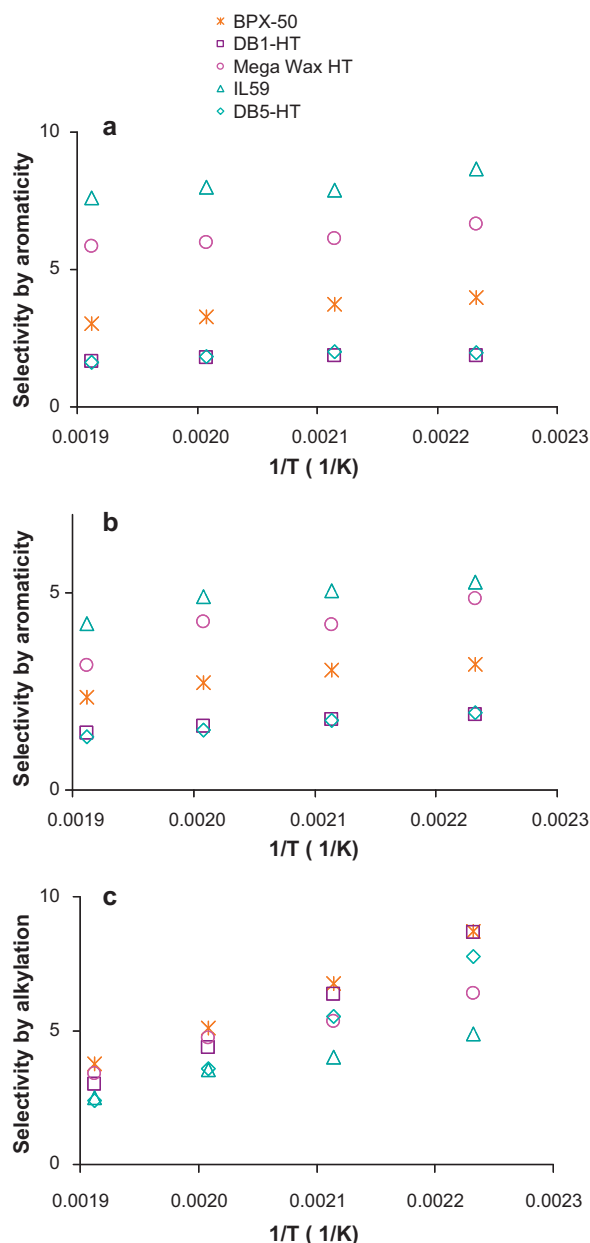 BPX-50
DB1-HT
Mega Wax HT
IL59
DB5-HT
a
10
5
0
Selectivity by aromaticity
0.0019 0.0020 0.0021 0.0022 0.0023
1/T ( 1/K)
b
5
0
Selectivity by aromaticity
0.0019 0.0020 0.0021 0.0022 0.0023
1/T ( 1/K)
c
10
5
0
Selectivity by alkylation
0.0019 0.0020 0.0021 0.0022 0.0023
1/T ( 1/K)